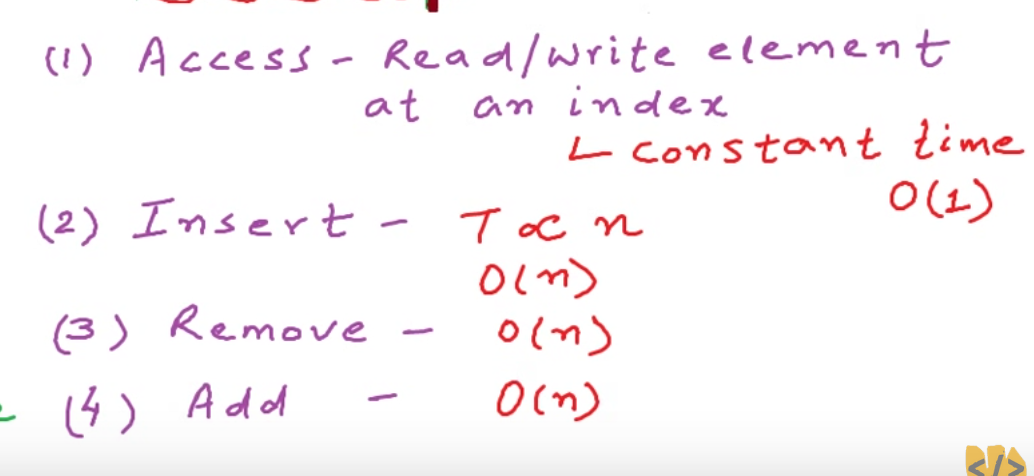 (1) Access - Read/write element
at an index
∟ constant time
O(1)
(2) Insert - T ∝ n
O(n)
(3) Remove - O(n)
(4) Add - O(n)